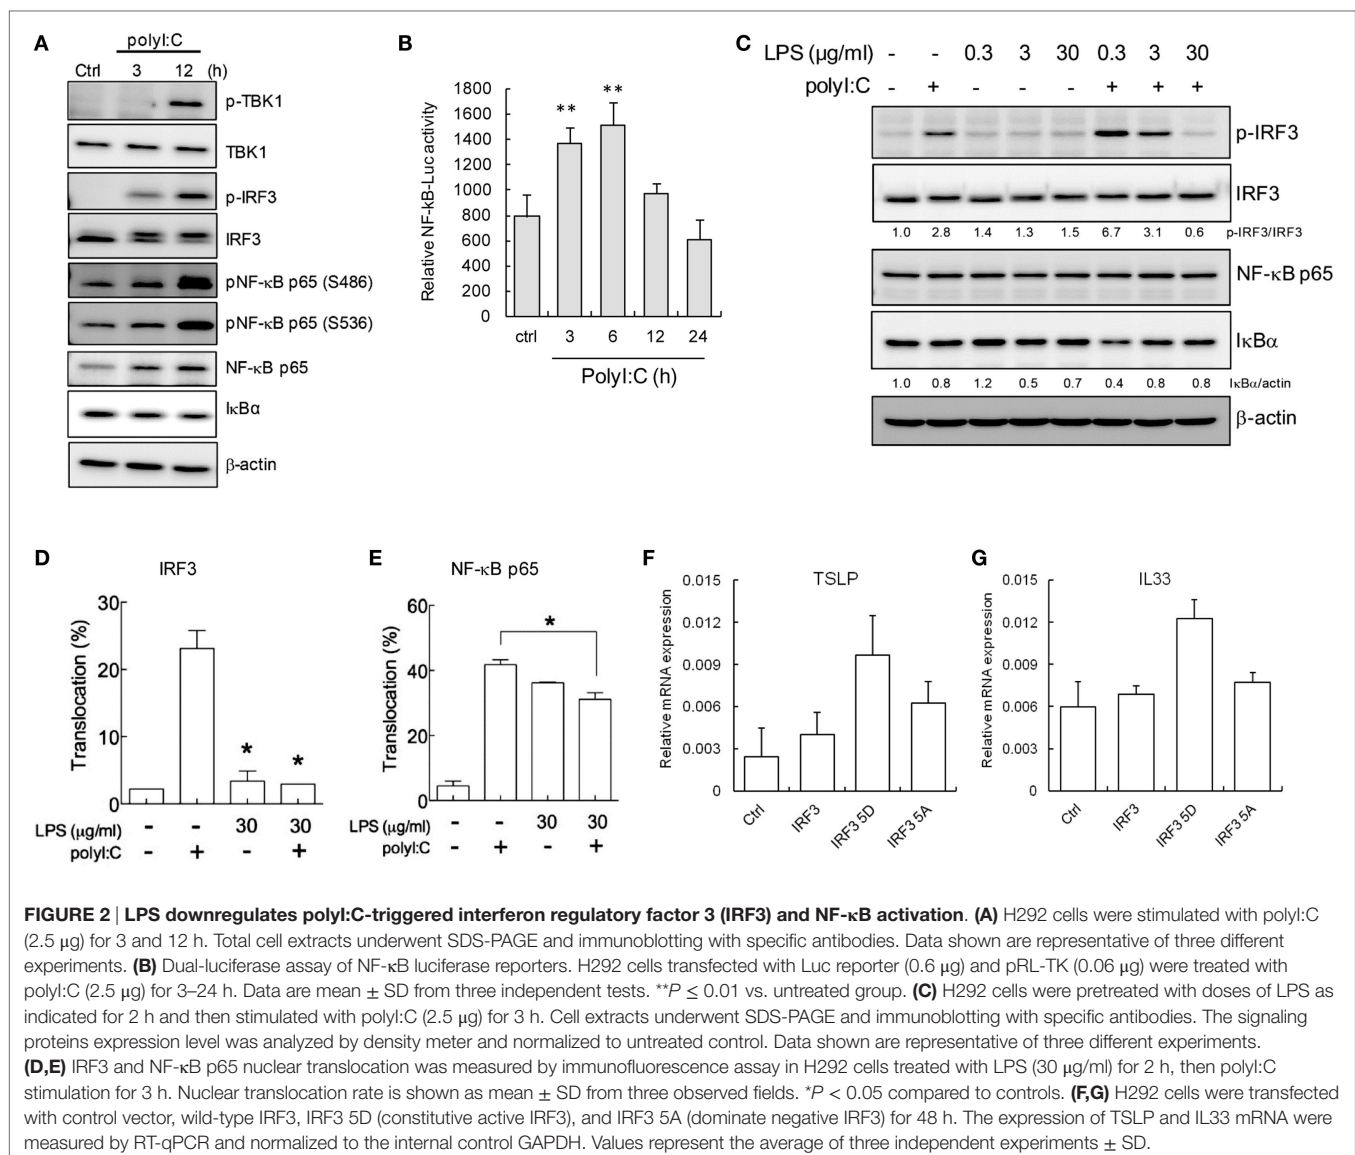 A
polyI:C
Ctrl 3 12 (h)
p-TBK1
TBK1
p-IRF3
IRF3
pNF-κB p65 (S486)
pNF-κB p65 (S536)
NF-κB p65
IκBα
β-actin
B
Relative NF-kB-Luc activity
1800
1600
1400
1200
1000
800
600
400
200
0
** **
ctrl 3 6 12 24
PolyI:C (h)
C
LPS (μg/ml) - - 0.3 3 30 0.3 3 30
polyI:C - + - - - + + +
p-IRF3
IRF3
1.0 2.8 1.4 1.3 1.5 6.7 3.1 0.6 p-IRF3/IRF3
NF-κB p65
IκBα
1.0 0.8 1.2 0.5 0.7 0.4 0.8 0.8 IκBα/actin
β-actin
D
IRF3
Translocation (%)
30
20
10
0
* *
LPS (μg/ml) - - 30 30
polyI:C - + - +
E
NF-κB p65
Translocation (%)
60
40
20
0
*
LPS (μg/ml) - - 30 30
polyI:C - + - +
F
TSLP
Relative mRNA expression
0.015
0.012
0.009
0.006
0.003
0
Ctrl IRF3 IRF3 5D IRF3 5A
G
IL33
Relative mRNA expression
0.015
0.012
0.009
0.006
0.003
0
Ctrl IRF3 IRF3 5D IRF3 5A
FIGURE 2 | LPS downregulates polyI:C-triggered interferon regulatory factor 3 (IRF3) and NF-κB activation. (A) H292 cells were stimulated with polyI:C
(2.5 μg) for 3 and 12 h. Total cell extracts underwent SDS-PAGE and immunoblotting with specific antibodies. Data shown are representative of three different
experiments. (B) Dual-luciferase assay of NF-κB luciferase reporters. H292 cells transfected with Luc reporter (0.6 μg) and pRL-TK (0.06 μg) were treated with
polyI:C (2.5 μg) for 3–24 h. Data are mean ± SD from three independent tests. **P ≤ 0.01 vs. untreated group. (C) H292 cells were pretreated with doses of LPS as
indicated for 2 h and then stimulated with polyI:C (2.5 μg) for 3 h. Cell extracts underwent SDS-PAGE and immunoblotting with specific antibodies. The signaling
proteins expression level was analyzed by density meter and normalized to untreated control. Data shown are representative of three different experiments.
(D,E) IRF3 and NF-κB p65 nuclear translocation was measured by immunofluorescence assay in H292 cells treated with LPS (30 μg/ml) for 2 h, then polyI:C
stimulation for 3 h. Nuclear translocation rate is shown as mean ± SD from three observed fields. *P < 0.05 compared to controls. (F,G) H292 cells were transfected
with control vector, wild-type IRF3, IRF3 5D (constitutive active IRF3), and IRF3 5A (dominate negative IRF3) for 48 h. The expression of TSLP and IL33 mRNA were
measured by RT-qPCR and normalized to the internal control GAPDH. Values represent the average of three independent experiments ± SD.